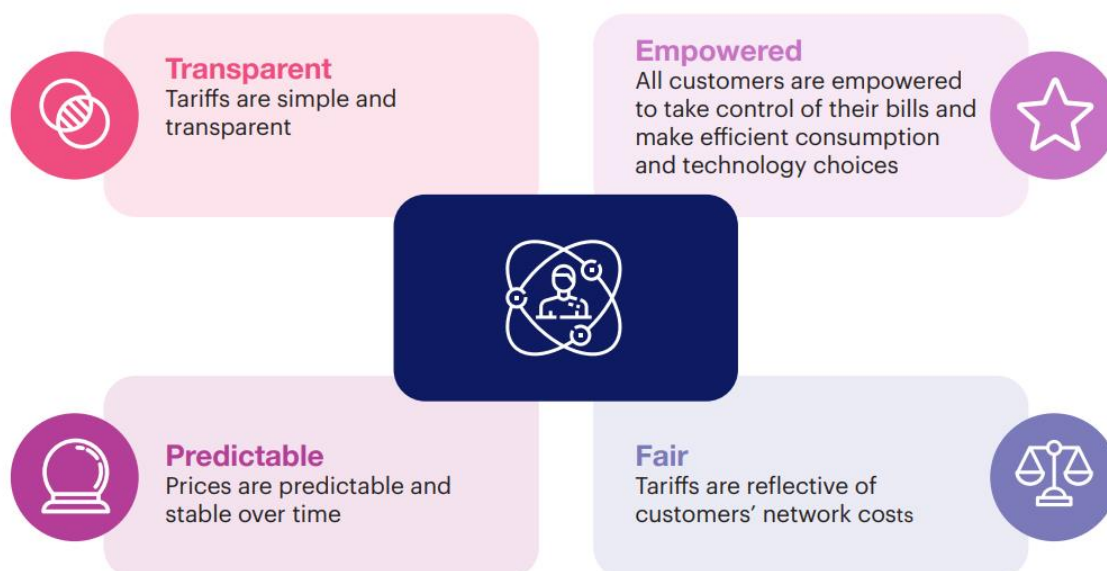 Transparent
Tariffs are simple and
transparent
Empowered
All customers are empowered
to take control of their bills and
make efficient consumption
and technology choices
Predictable
Prices are predictable and
stable over time
Fair
Tariffs are reflective of
customers’ network costs